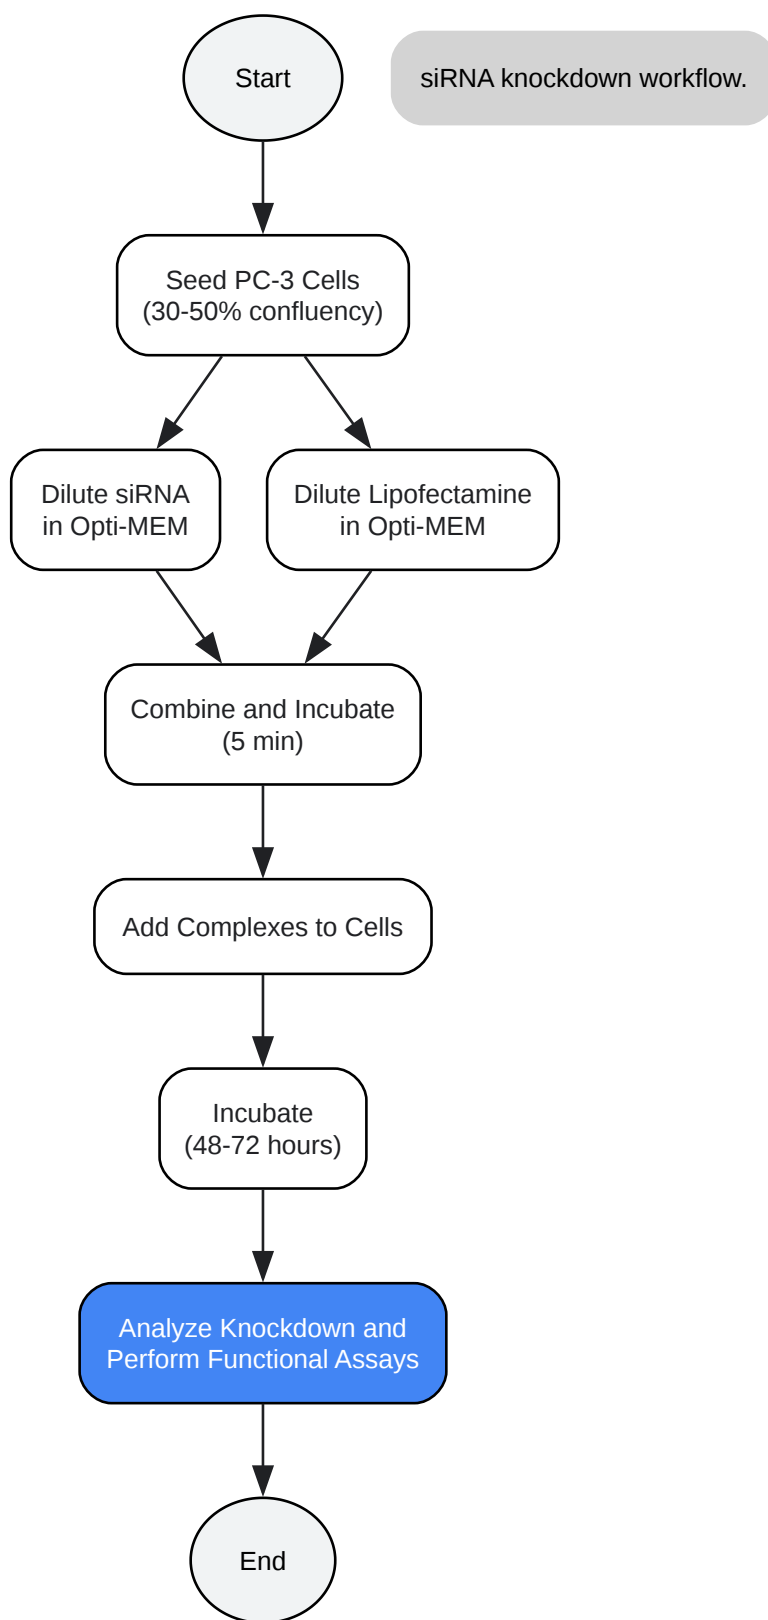 Start
siRNA knockdown workflow.
Seed PC-3 Cells
(30-50% confluency)
Dilute siRNA
in Opti-MEM
Dilute Lipofectamine
in Opti-MEM
Combine and Incubate
(5 min)
Add Complexes to Cells
Incubate
(48-72 hours)
Analyze Knockdown and
Perform Functional Assays
End